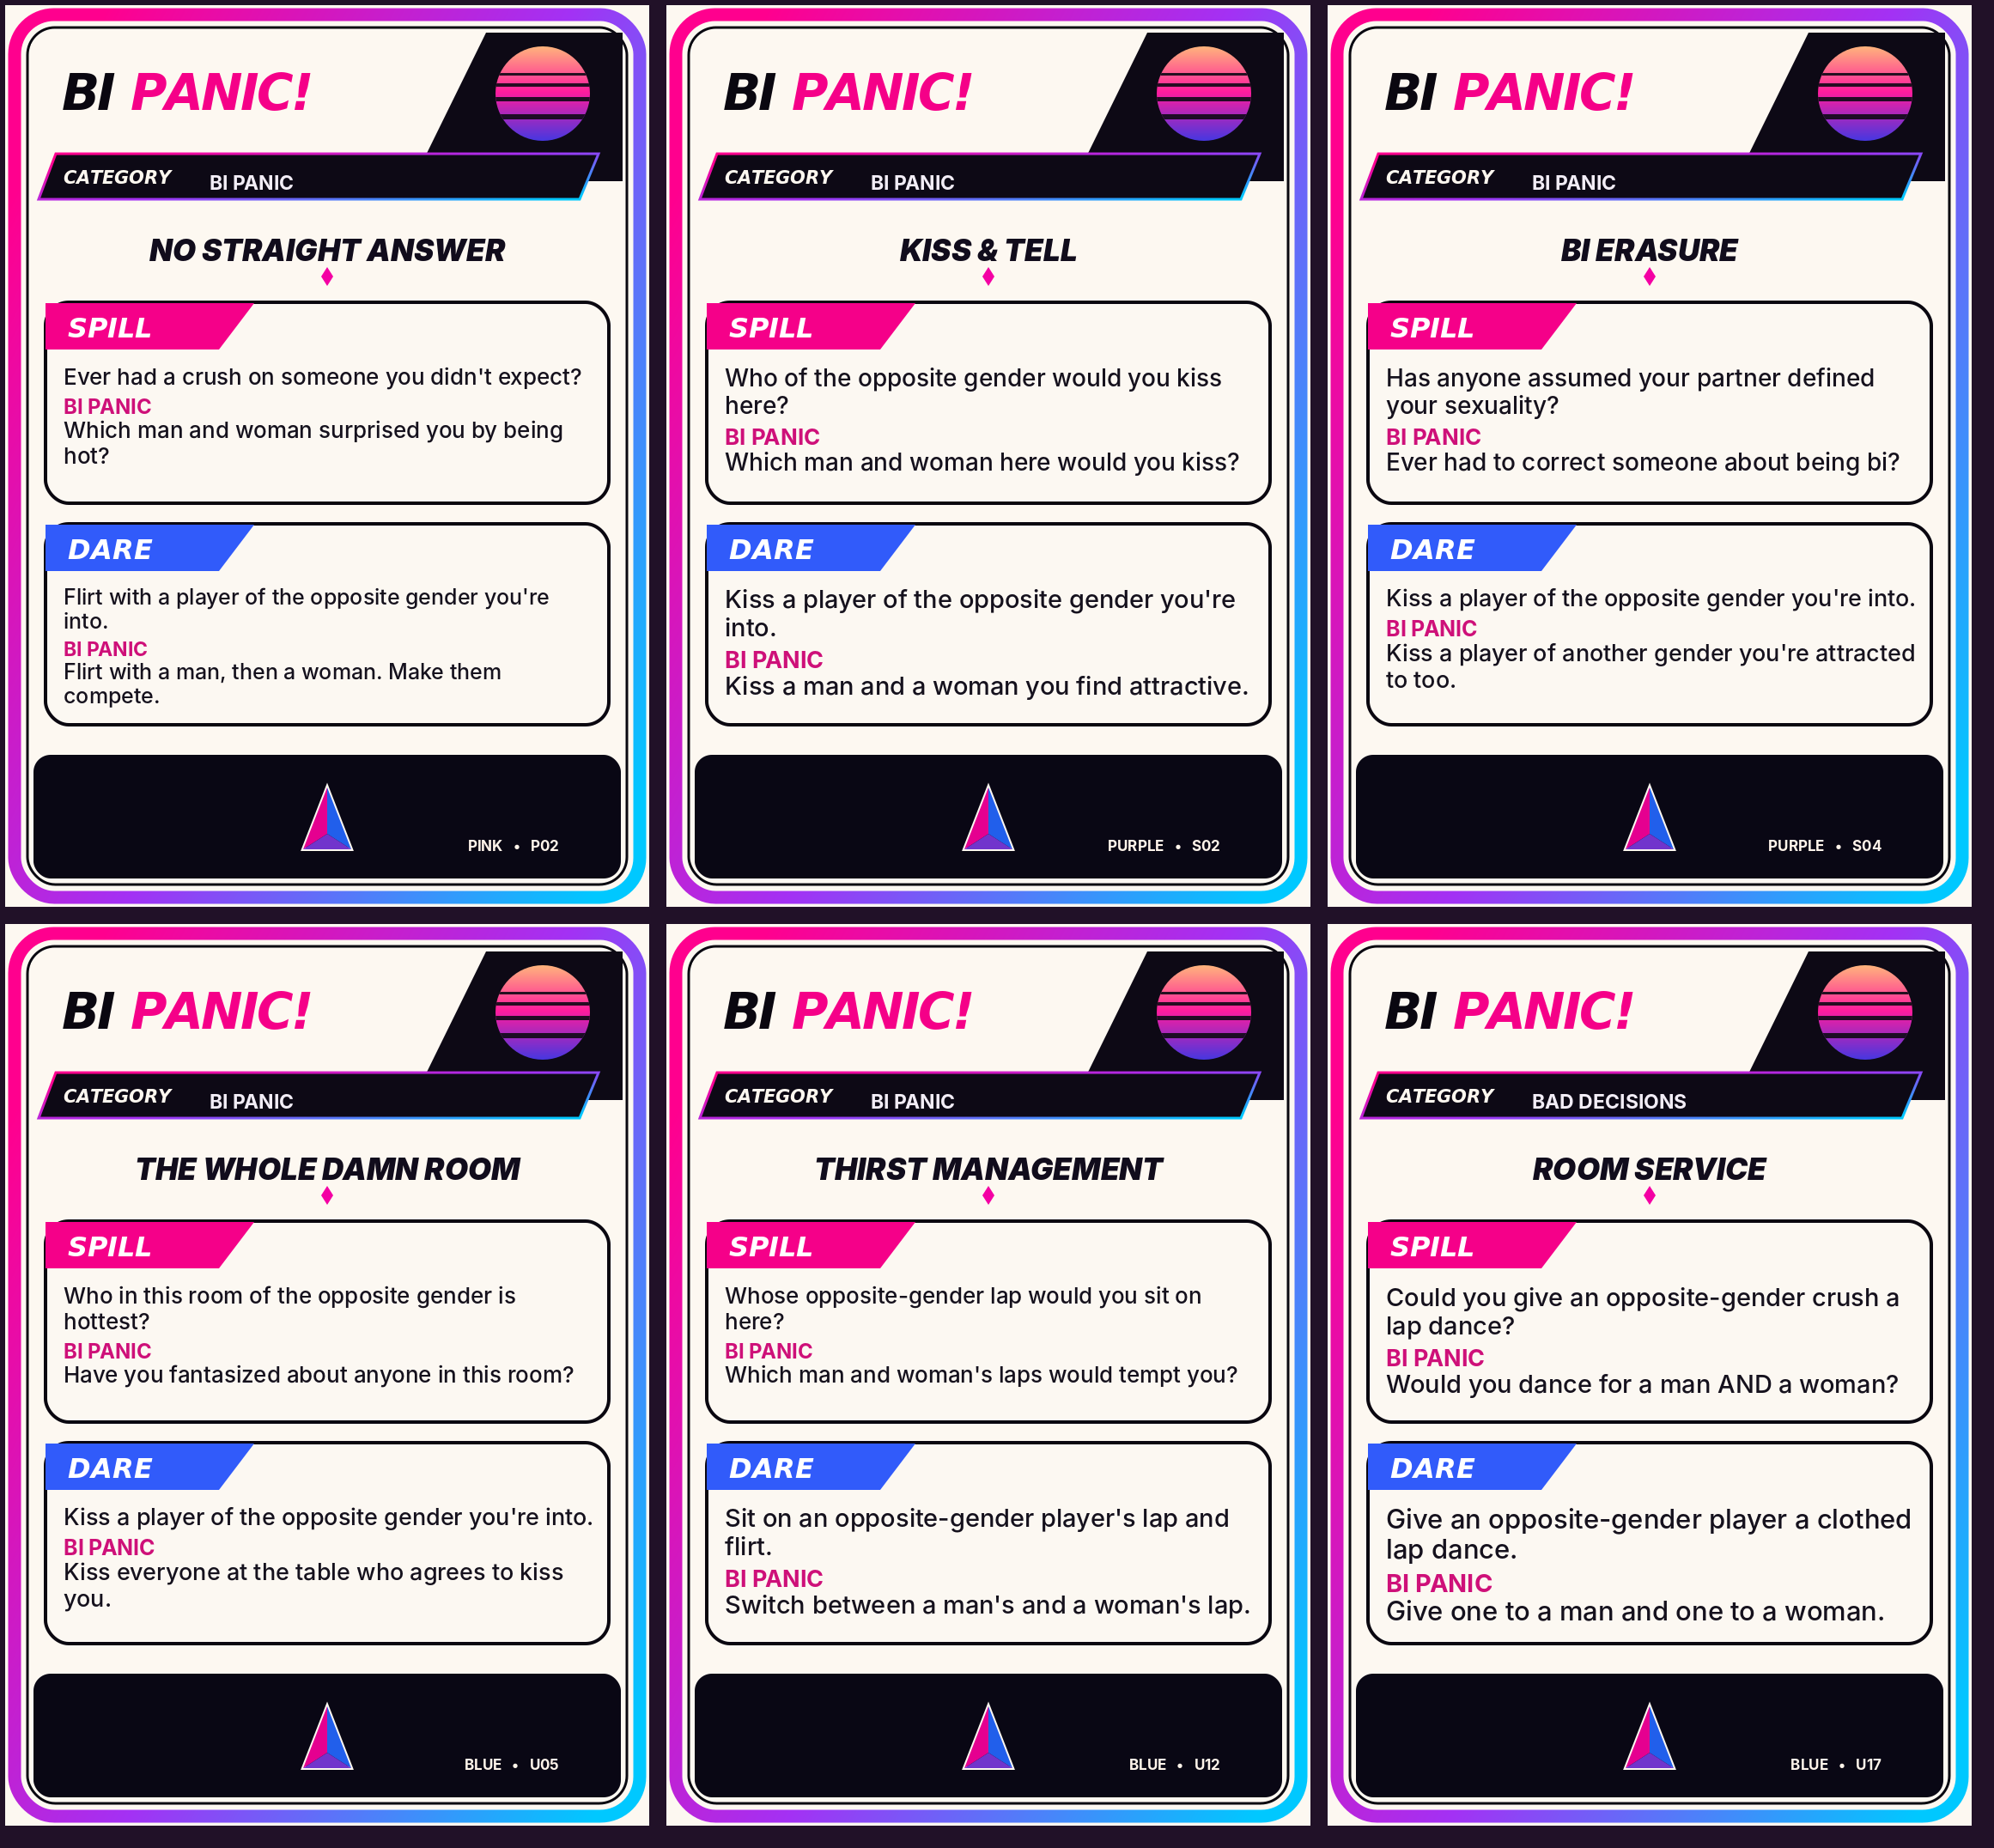 BI PANIC!
CATEGORY BI PANIC
NO STRAIGHT ANSWER
SPILL
Ever had a crush on someone you didn't expect?
BI PANIC
Which man and woman surprised you by being
hot?
DARE
Flirt with a player of the opposite gender you're
into.
BI PANIC
Flirt with a man, then a woman. Make them
compete.
PINK • P02
BI PANIC!
CATEGORY BI PANIC
KISS & TELL
SPILL
Who of the opposite gender would you kiss
here?
BI PANIC
Which man and woman here would you kiss?
DARE
Kiss a player of the opposite gender you're
into.
BI PANIC
Kiss a man and a woman you find attractive.
PURPLE • S02
BI PANIC!
CATEGORY BI PANIC
BI ERASURE
SPILL
Has anyone assumed your partner defined
your sexuality?
BI PANIC
Ever had to correct someone about being bi?
DARE
Kiss a player of the opposite gender you're into.
BI PANIC
Kiss a player of another gender you're attracted
to too.
PURPLE • S04
BI PANIC!
CATEGORY BI PANIC
THE WHOLE DAMN ROOM
SPILL
Who in this room of the opposite gender is
hottest?
BI PANIC
Have you fantasized about anyone in this room?
DARE
Kiss a player of the opposite gender you're into.
BI PANIC
Kiss everyone at the table who agrees to kiss
you.
BLUE • U05
BI PANIC!
CATEGORY BI PANIC
THIRST MANAGEMENT
SPILL
Whose opposite-gender lap would you sit on
here?
BI PANIC
Which man and woman's laps would tempt you?
DARE
Sit on an opposite-gender player's lap and
flirt.
BI PANIC
Switch between a man's and a woman's lap.
BLUE • U12
BI PANIC!
CATEGORY BAD DECISIONS
ROOM SERVICE
SPILL
Could you give an opposite-gender crush a
lap dance?
BI PANIC
Would you dance for a man AND a woman?
DARE
Give an opposite-gender player a clothed
lap dance.
BI PANIC
Give one to a man and one to a woman.
BLUE • U17